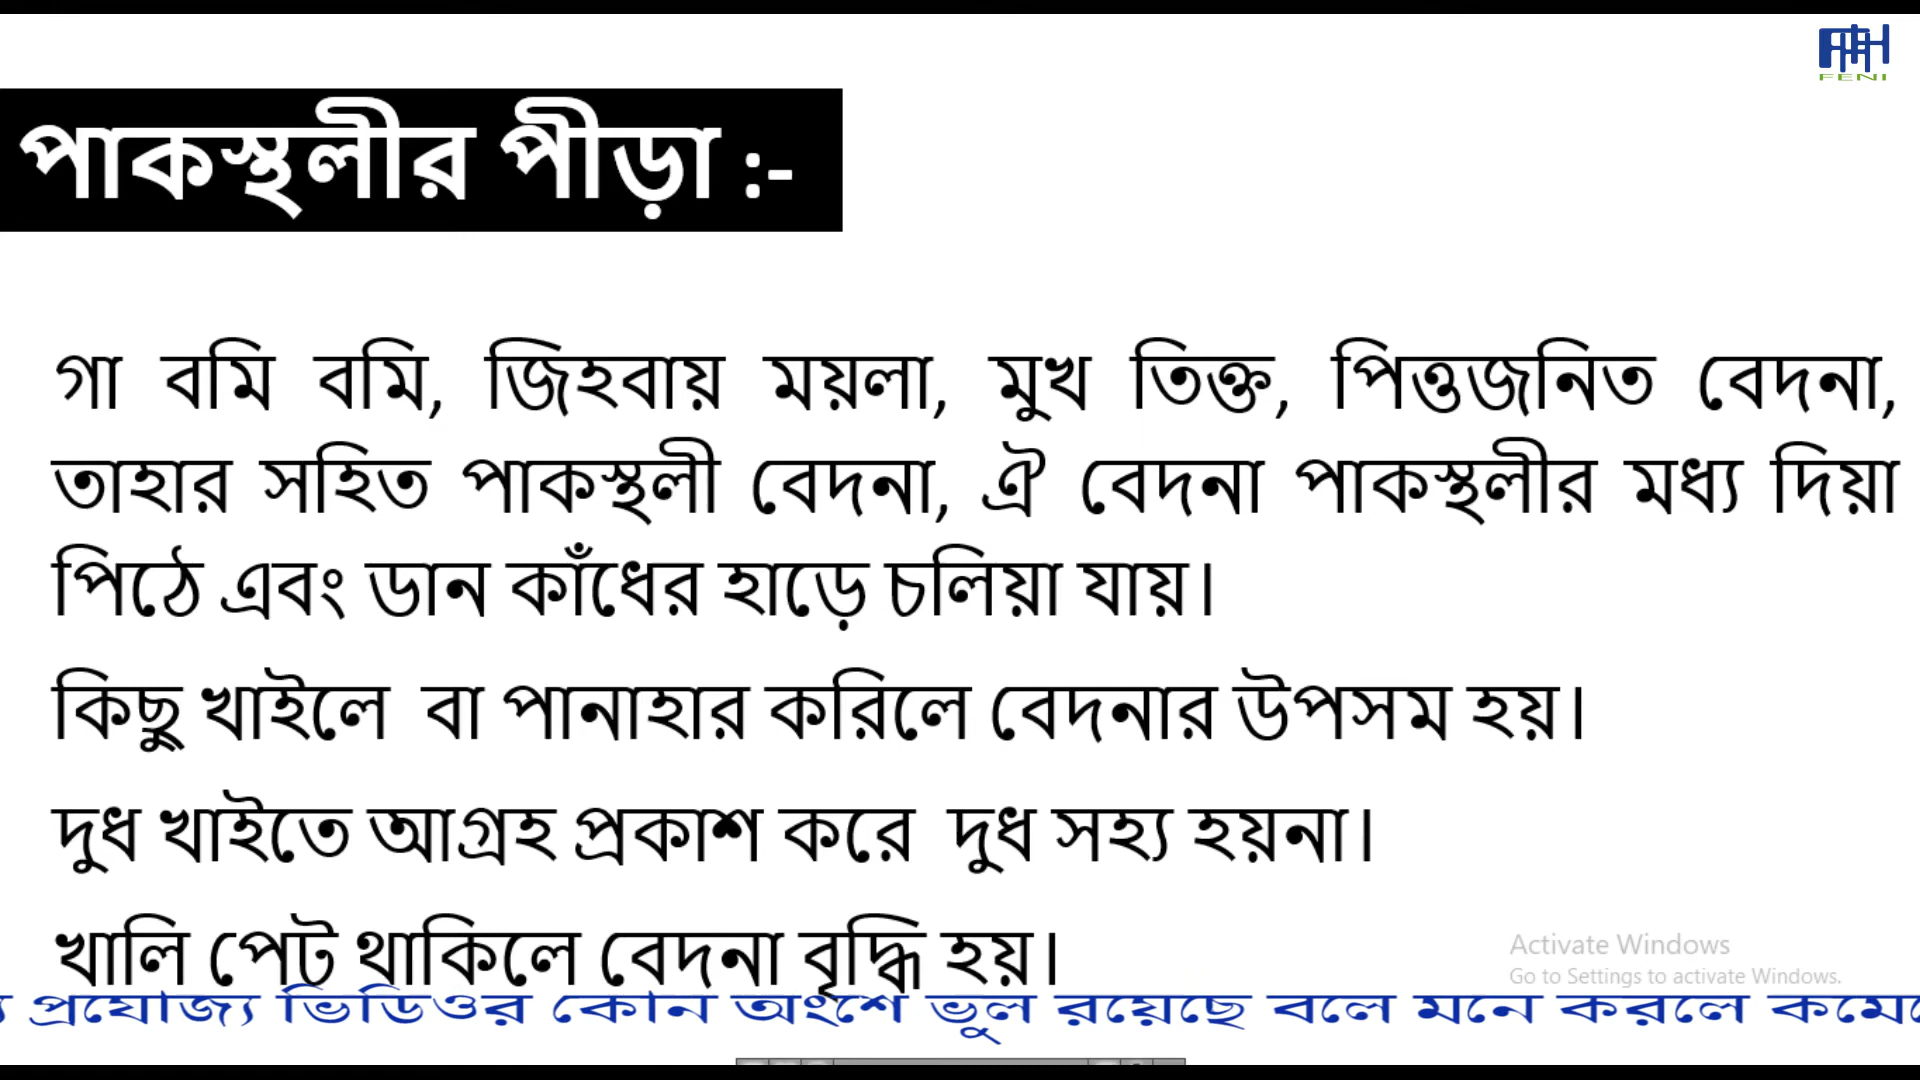 FENI
পাকস্থলীর পীড়া :-
গা বমি বমি, জিহবায় ময়লা, মুখ তিক্ত, পিত্তজনিত বেদনা,
তাহার সহিত পাকস্থলী বেদনা, ঐ বেদনা পাকস্থলীর মধ্য দিয়া
পিঠে এবং ডান কাঁধের হাড়ে চলিয়া যায়।
কিছু খাইলে বা পানাহার করিলে বেদনার উপসম হয়।
দুধ খাইতে আগ্রহ প্রকাশ করে দুধ সহ্য হয়না।
খালি পেট থাকিলে বেদনা বৃদ্ধি হয়।
Activate Windows
Go to Settings to activate Windows.
প্রযোজ্য ভিডিওর কোন অংশে ভুল রয়েছে বলে মনে করলে